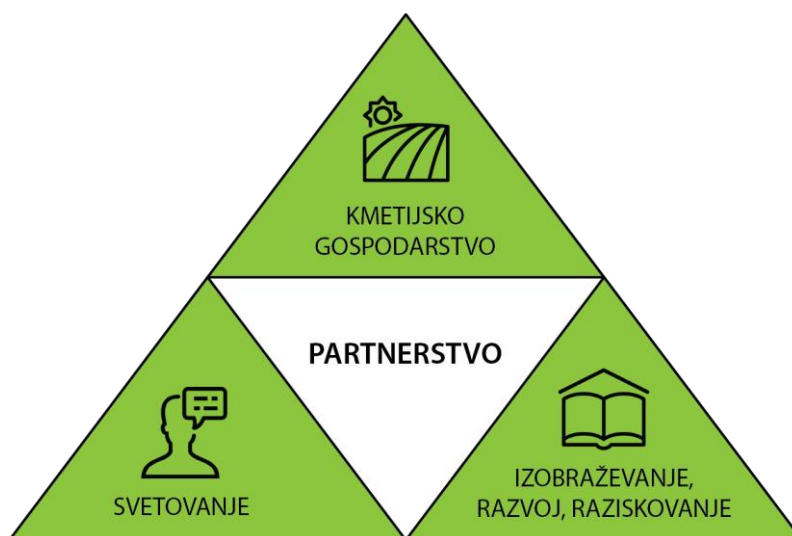 KMETIJSKO
GOSPODARSTVO
PARTNERSTVO
SVETOVANJE
IZOBRAŽEVANJE,
RAZVOJ, RAZISKOVANJE